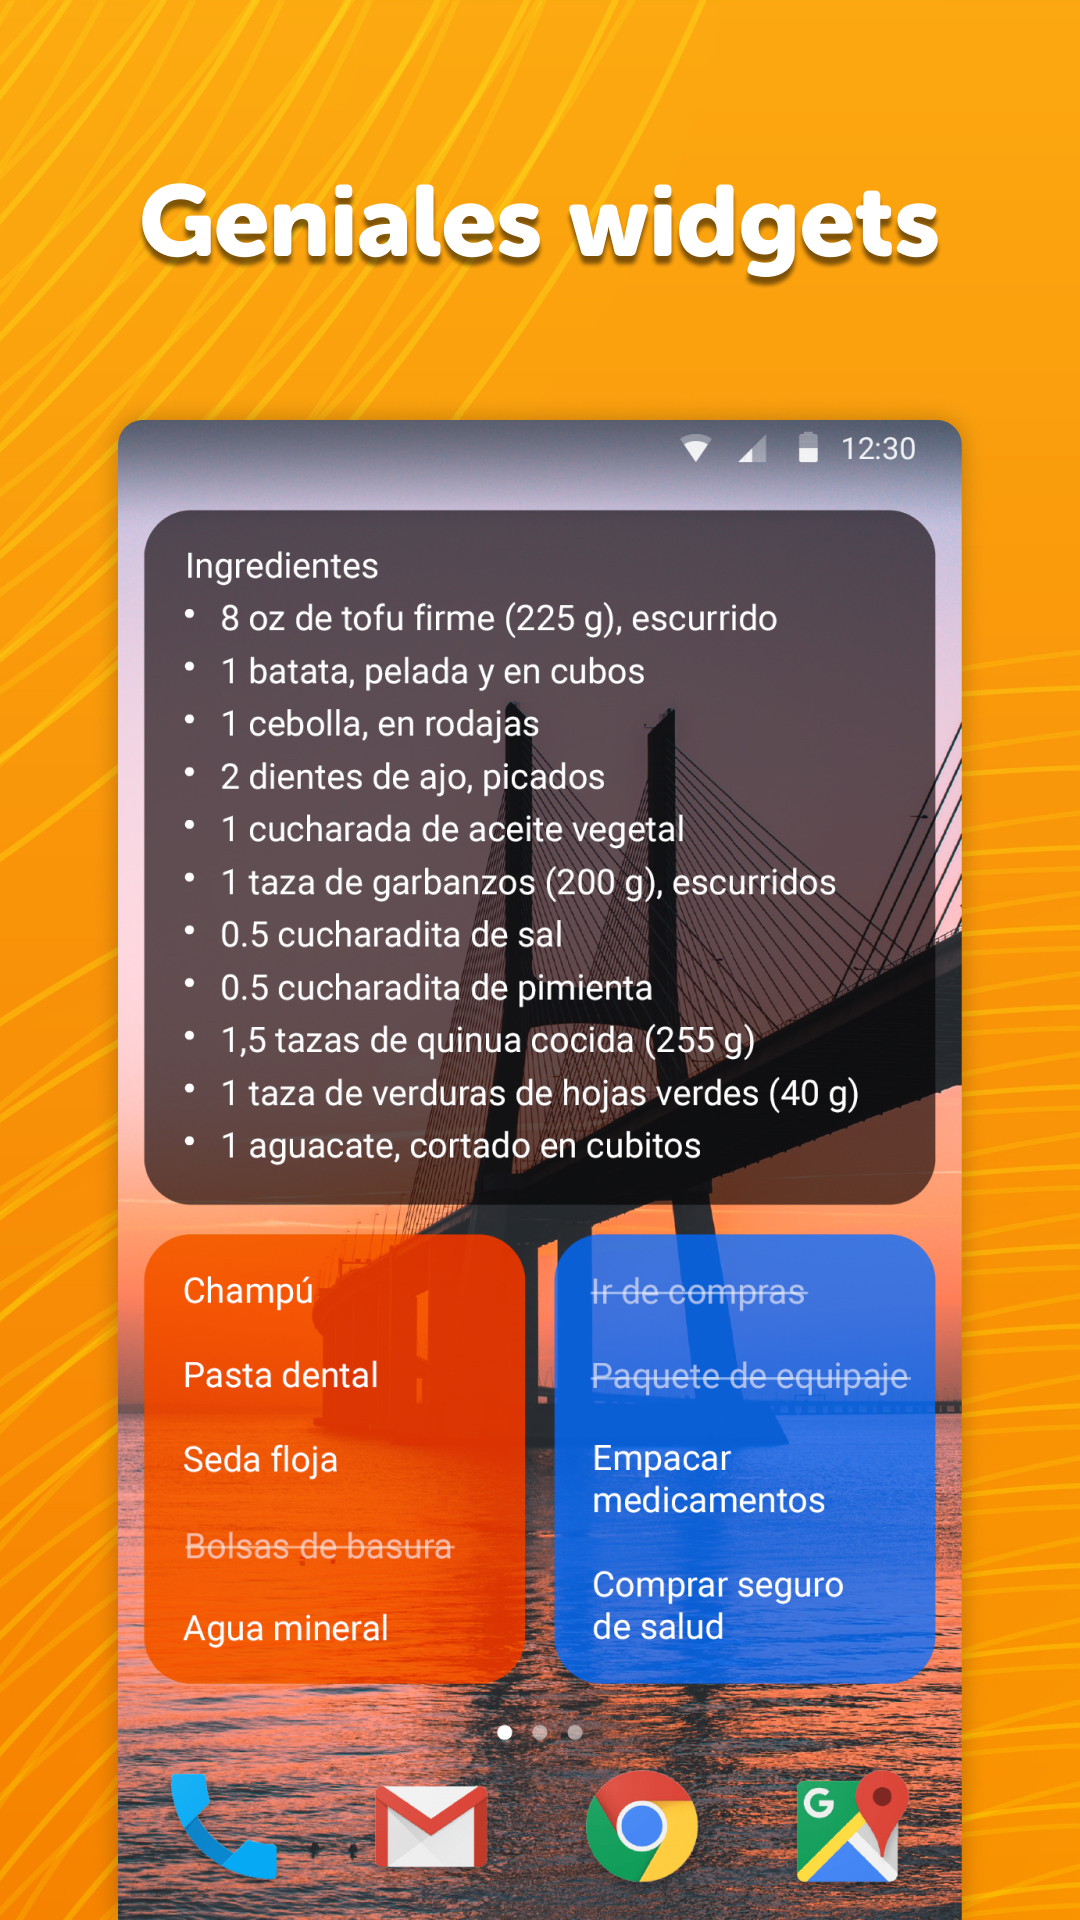 Geniales widgets
12:30
Ingredientes
• 8 oz de tofu firme (225 g), escurrido
• 1 batata, pelada y en cubos
• 1 cebolla, en rodajas
• 2 dientes de ajo, picados
• 1 cucharada de aceite vegetal
• 1 taza de garbanzos (200 g), escurridos
• 0.5 cucharadita de sal
• 0.5 cucharadita de pimienta
• 1,5 tazas de quinua cocida (255 g)
• 1 taza de verduras de hojas verdes (40 g)
• 1 aguacate, cortado en cubitos
Champú
Pasta dental
Seda floja
Bolsas de basura
Agua mineral
Ir de compras
Paquete de equipaje
Empacar
medicamentos
Comprar seguro
de salud
G